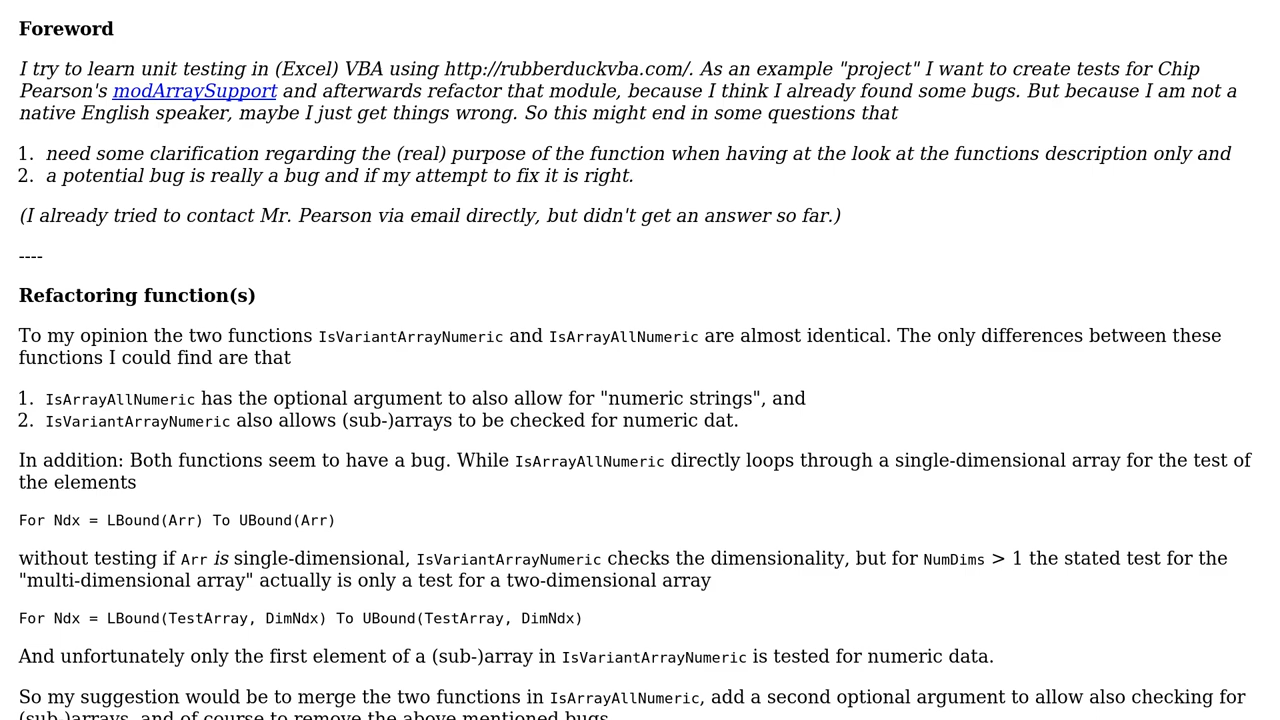 Foreword
I try to learn unit testing in (Excel) VBA using http://rubberduckvba.com/. As an example "project" I want to create tests for Chip
Pearson's modArraySupport and afterwards refactor that module, because I think I already found some bugs. But because I am not a
native English speaker, maybe I just get things wrong. So this might end in some questions that
1. need some clarification regarding the (real) purpose of the function when having at the look at the functions description only and
2. a potential bug is really a bug and if my attempt to fix it is right.
(I already tried to contact Mr. Pearson via email directly, but didn't get an answer so far.)
----
Refactoring function(s)
To my opinion the two functions IsVariantArrayNumeric and IsArrayAllNumeric are almost identical. The only differences between these
functions I could find are that
1. IsArrayAllNumeric has the optional argument to also allow for "numeric strings", and
2. IsVariantArrayNumeric also allows (sub-)arrays to be checked for numeric dat.
In addition: Both functions seem to have a bug. While IsArrayAllNumeric directly loops through a single-dimensional array for the test of
the elements
For Ndx = LBound(Arr) To UBound(Arr)
without testing if Arr is single-dimensional, IsVariantArrayNumeric checks the dimensionality, but for NumDims > 1 the stated test for the
"multi-dimensional array" actually is only a test for a two-dimensional array
For Ndx = LBound(TestArray, DimNdx) To UBound(TestArray, DimNdx)
And unfortunately only the first element of a (sub-)array in IsVariantArrayNumeric is tested for numeric data.
So my suggestion would be to merge the two functions in IsArrayAllNumeric, add a second optional argument to allow also checking for
(sub-)arrays, and of course to remove the above mentioned bugs.